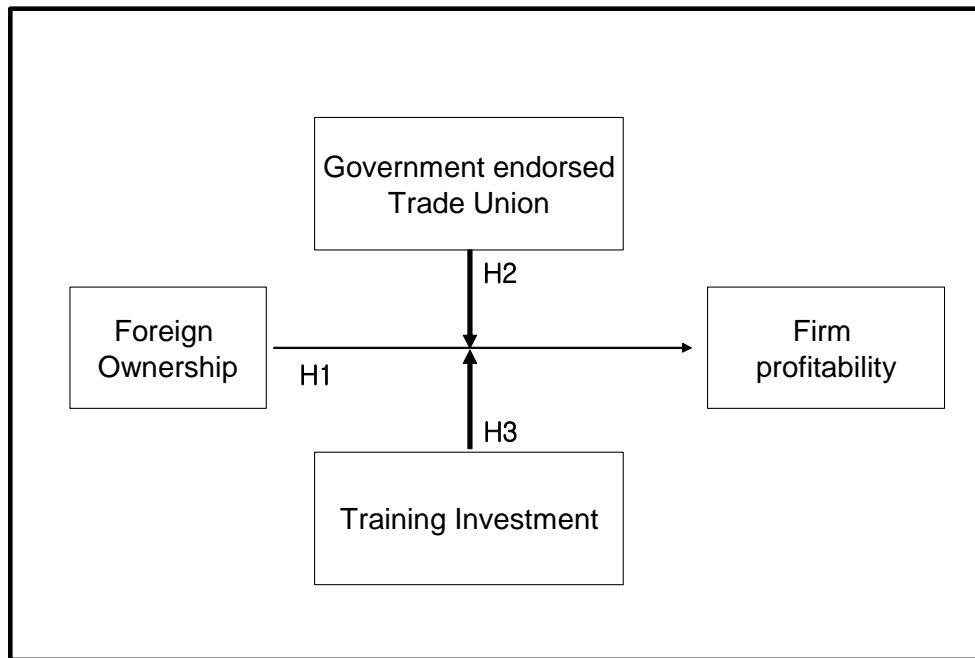 Government endorsed
Trade Union
H2
Foreign
Ownership
H1
Firm
profitability
H3
Training Investment